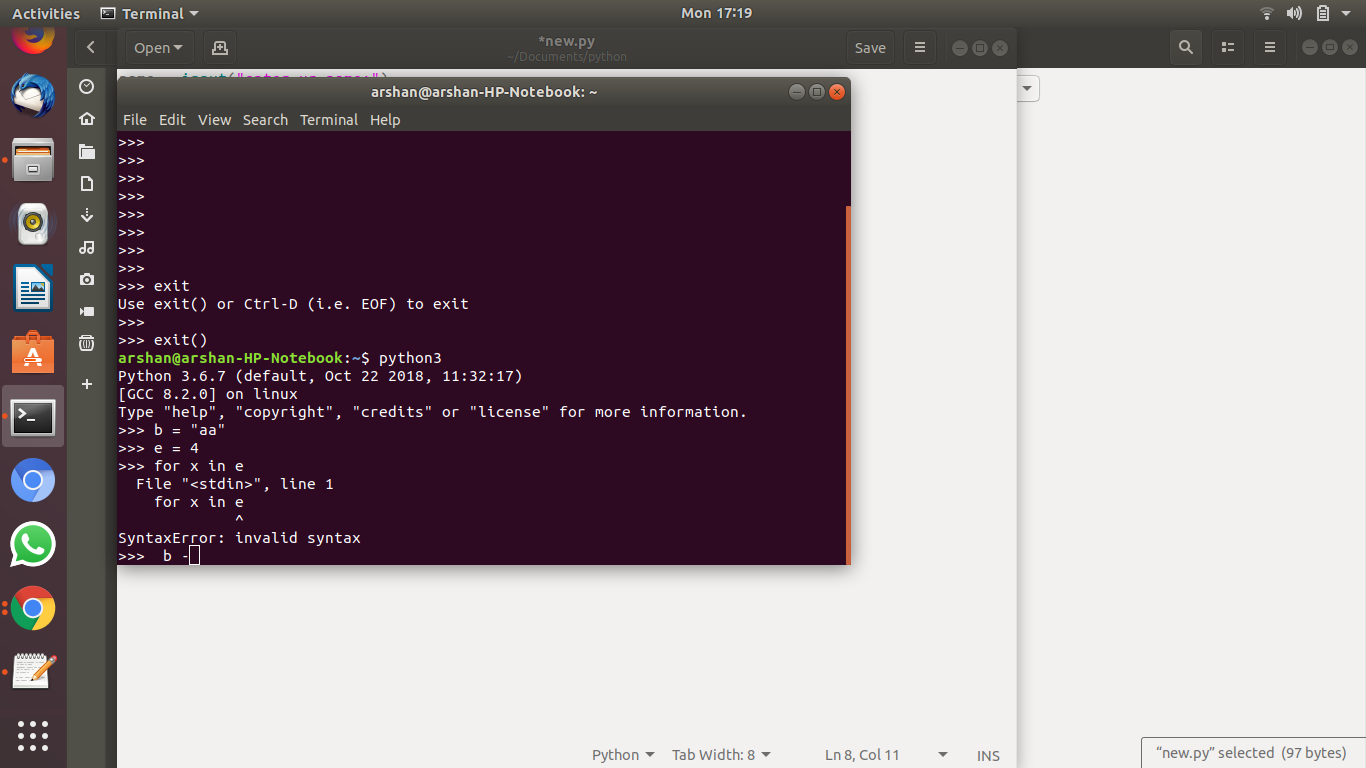 Activities Terminal Mon 17:19
Open *newpy Save
~/Documents/python
arshan@arshan-HP-Notebook: ~
File Edit View Search Terminal Help
>>>
>>>
>>>
>>>
>>>
>>>
>>>
>>>
>>> exit
Use exit() or Ctrl-D (i.e. EOF) to exit
>>>
>>> exit()
arshan@arshan-HP-Notebook:~$ python3
Python 3.6.7 (default, Oct 22 2018, 11:32:17)
[GCC 8.2.0] on linux
Type "help", "copyright", "credits" or "license" for more information.
>>> b = "aa"
>>> e = 4
>>> for x in e
  File "<stdin>", line 1
    for x in e
             ^
SyntaxError: invalid syntax
>>>  b -
Python Tab Width: 8 Ln 8, Col 11 INS
“new.py” selected (97 bytes)